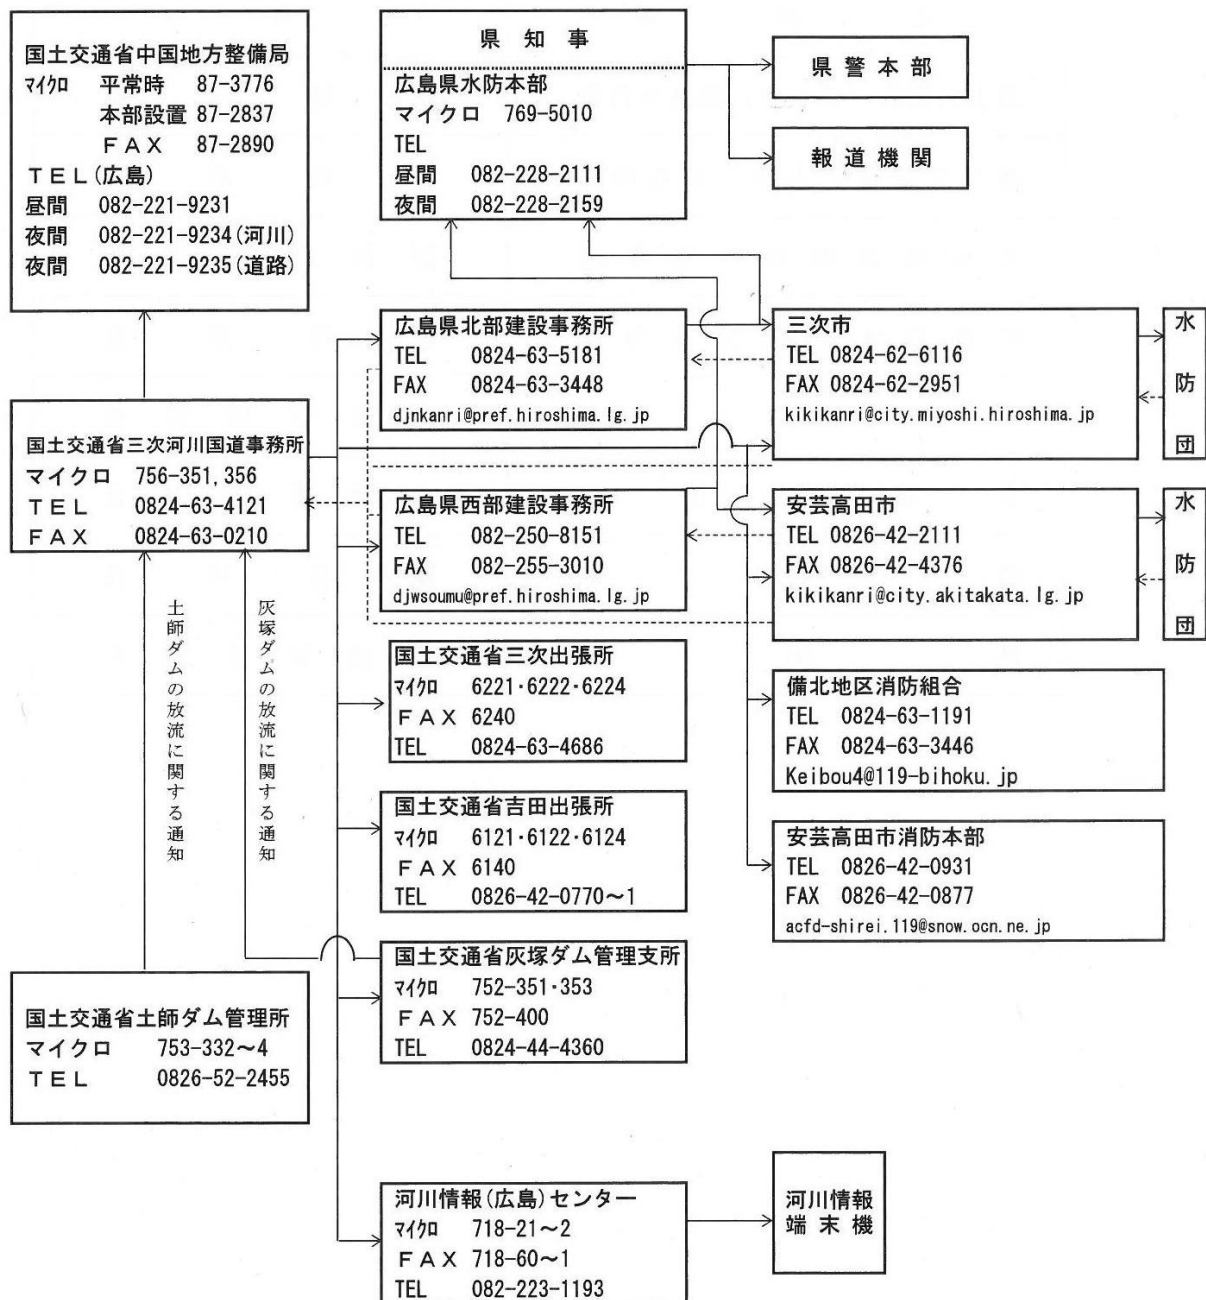 国土交通省中国地方整備局
マイクロ 平常時 87-3776
本部設置 87-2837
ＦＡＸ 87-2890
ＴＥＬ(広島)
昼間 082-221-9231
夜間 082-221-9234(河川)
夜間 082-221-9235(道路)
県知事
広島県水防本部
マイクロ 769-5010
TEL
昼間 082-228-2111
夜間 082-228-2159
県警本部
報道機関
国土交通省三次河川国道事務所
マイクロ 756-351,356
ＴＥＬ 0824-63-4121
ＦＡＸ 0824-63-0210
広島県北部建設事務所
TEL 0824-63-5181
FAX 0824-63-3448
djnkanri@pref.hiroshima.lg.jp
三次市
TEL 0824-62-6116
FAX 0824-62-2951
kikikanri@city.miyoshi.hiroshima.jp
水防団
広島県西部建設事務所
TEL 082-250-8151
FAX 082-255-3010
djwsoumu@pref.hiroshima.lg.jp
安芸高田市
TEL 0826-42-2111
FAX 0826-42-4376
kikikanri@city.akitakata.lg.jp
水防団
土師ダムの放流に関する通知
灰塚ダムの放流に関する通知
国土交通省三次出張所
マイクロ 6221・6222・6224
ＦＡＸ 6240
TEL 0824-63-4686
備北地区消防組合
TEL 0824-63-1191
FAX 0824-63-3446
Keibou4@119-bihoku.jp
国土交通省吉田出張所
マイクロ 6121・6122・6124
ＦＡＸ 6140
TEL 0826-42-0770～1
安芸高田市消防本部
TEL 0826-42-0931
FAX 0826-42-0877
acfd-shirei.119@snow.ocn.ne.jp
国土交通省灰塚ダム管理支所
マイクロ 752-351・353
ＦＡＸ 752-400
TEL 0824-44-4360
国土交通省土師ダム管理所
マイクロ 753-332～4
ＴＥＬ 0826-52-2455
河川情報(広島)センター
マイクロ 718-21～2
ＦＡＸ 718-60～1
TEL 082-223-1193
河川情報
端末機